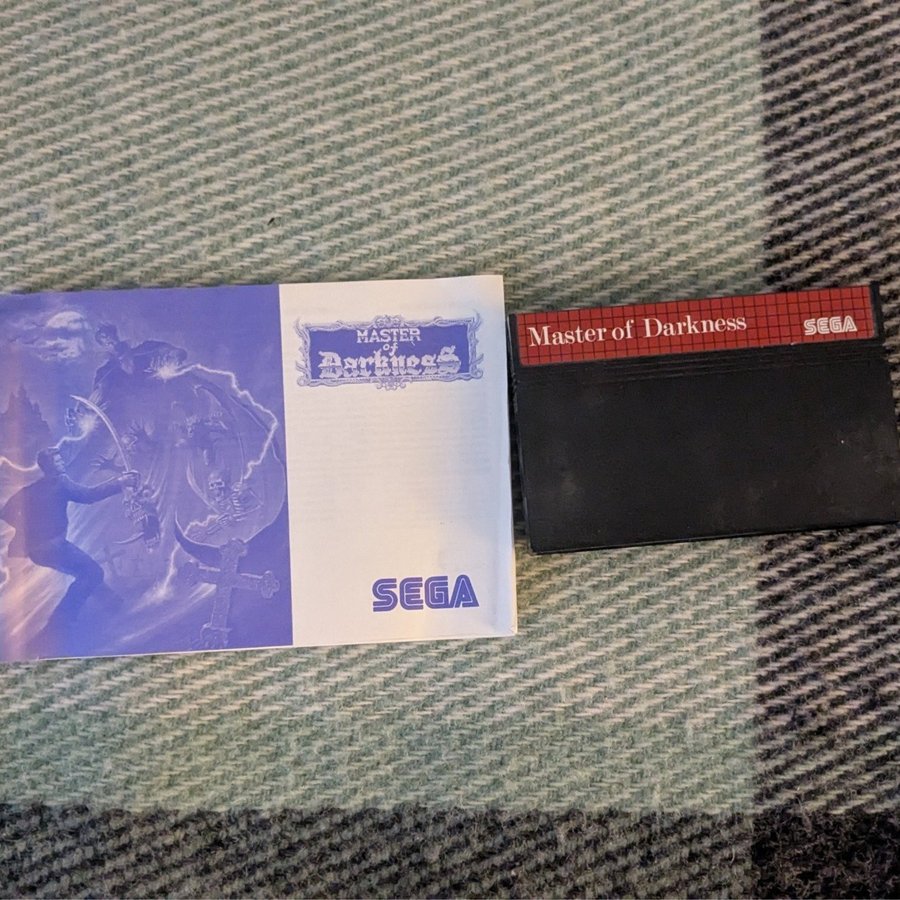 MASTER
of
Darkness
SEGA
Master of Darkness
SEGA